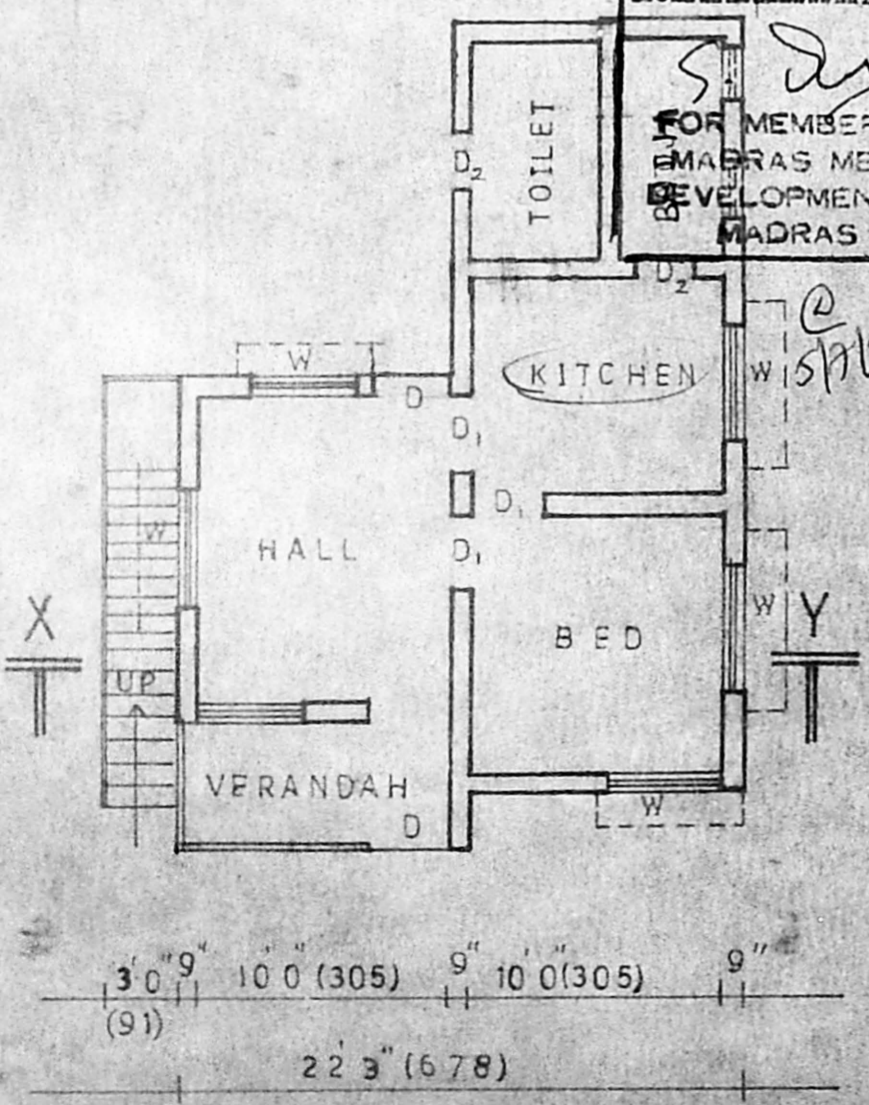 TOILET
D2
FOR MEMBER
MADRAS ME
DEVELOPMEN
MADRAS
D2
W
D
KITCHEN
W
D1
D1
W
HALL
D1
BED
W
X
Y
UP
VERANDAH
D
W
3'0" 9" 10'0" (305) 9" 10'0"(305) 9"
(91)
22'3" (678)